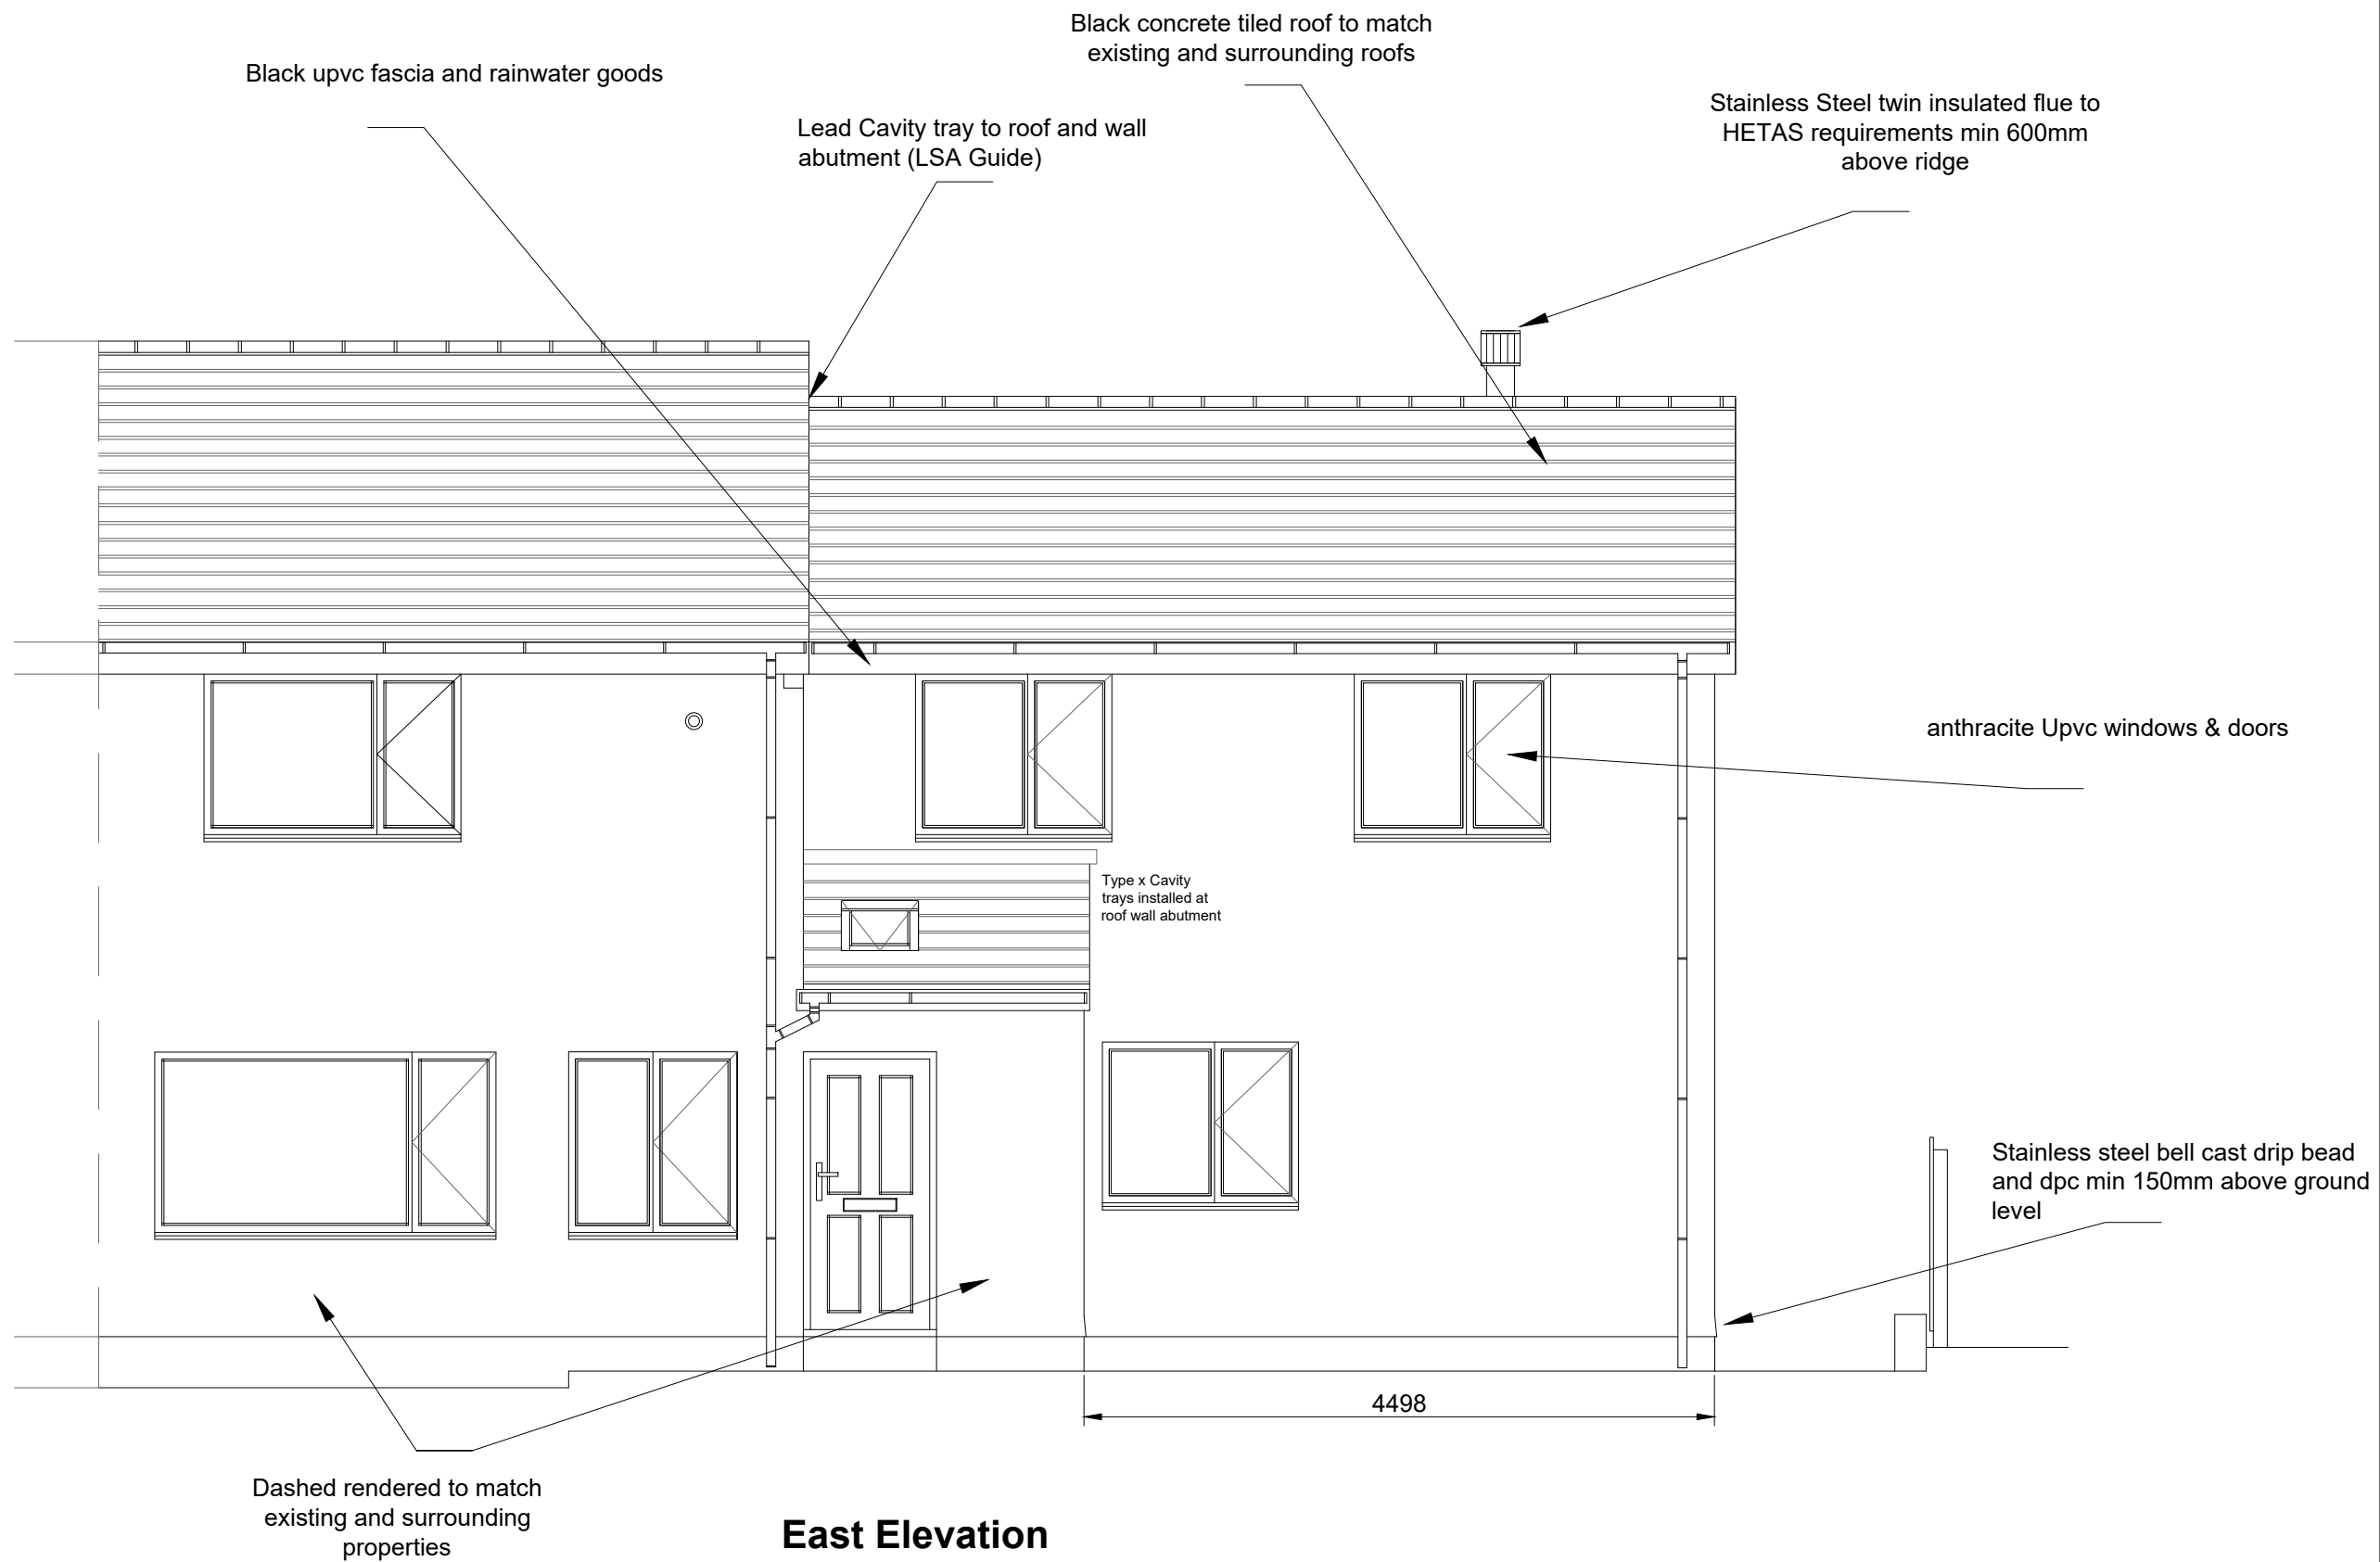 Black concrete tiled roof to match
existing and surrounding roofs
Black upvc fascia and rainwater goods
Stainless Steel twin insulated flue to
HETAS requirements min 600mm
above ridge
Lead Cavity tray to roof and wall
abutment (LSA Guide)
anthracite Upvc windows & doors
Type x Cavity
trays installed at
roof wall abutment
Stainless steel bell cast drip bead
and dpc min 150mm above ground
level
4498
Dashed rendered to match
existing and surrounding
properties
East Elevation